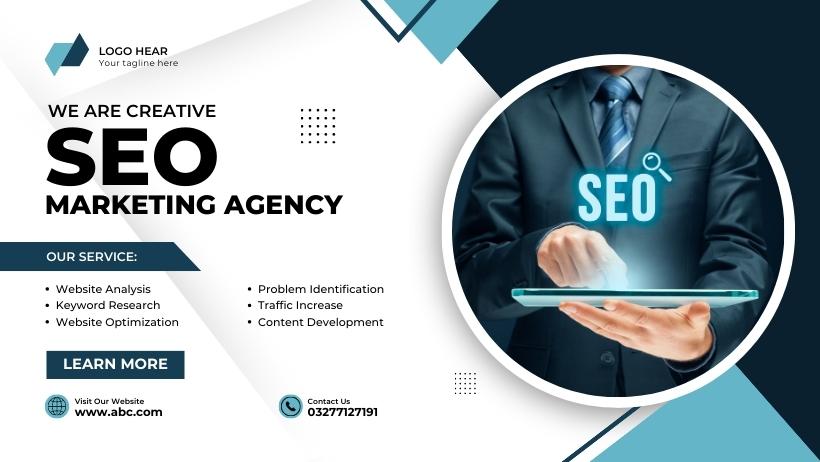 LOGO HEAR
Your tagline here
WE ARE CREATIVE
SEO
MARKETING AGENCY
OUR SERVICE:
• Website Analysis
• Keyword Research
• Website Optimization
• Problem Identification
• Traffic Increase
• Content Development
LEARN MORE
Visit Our Website
www.abc.com
Contact Us
03277127191
SEO